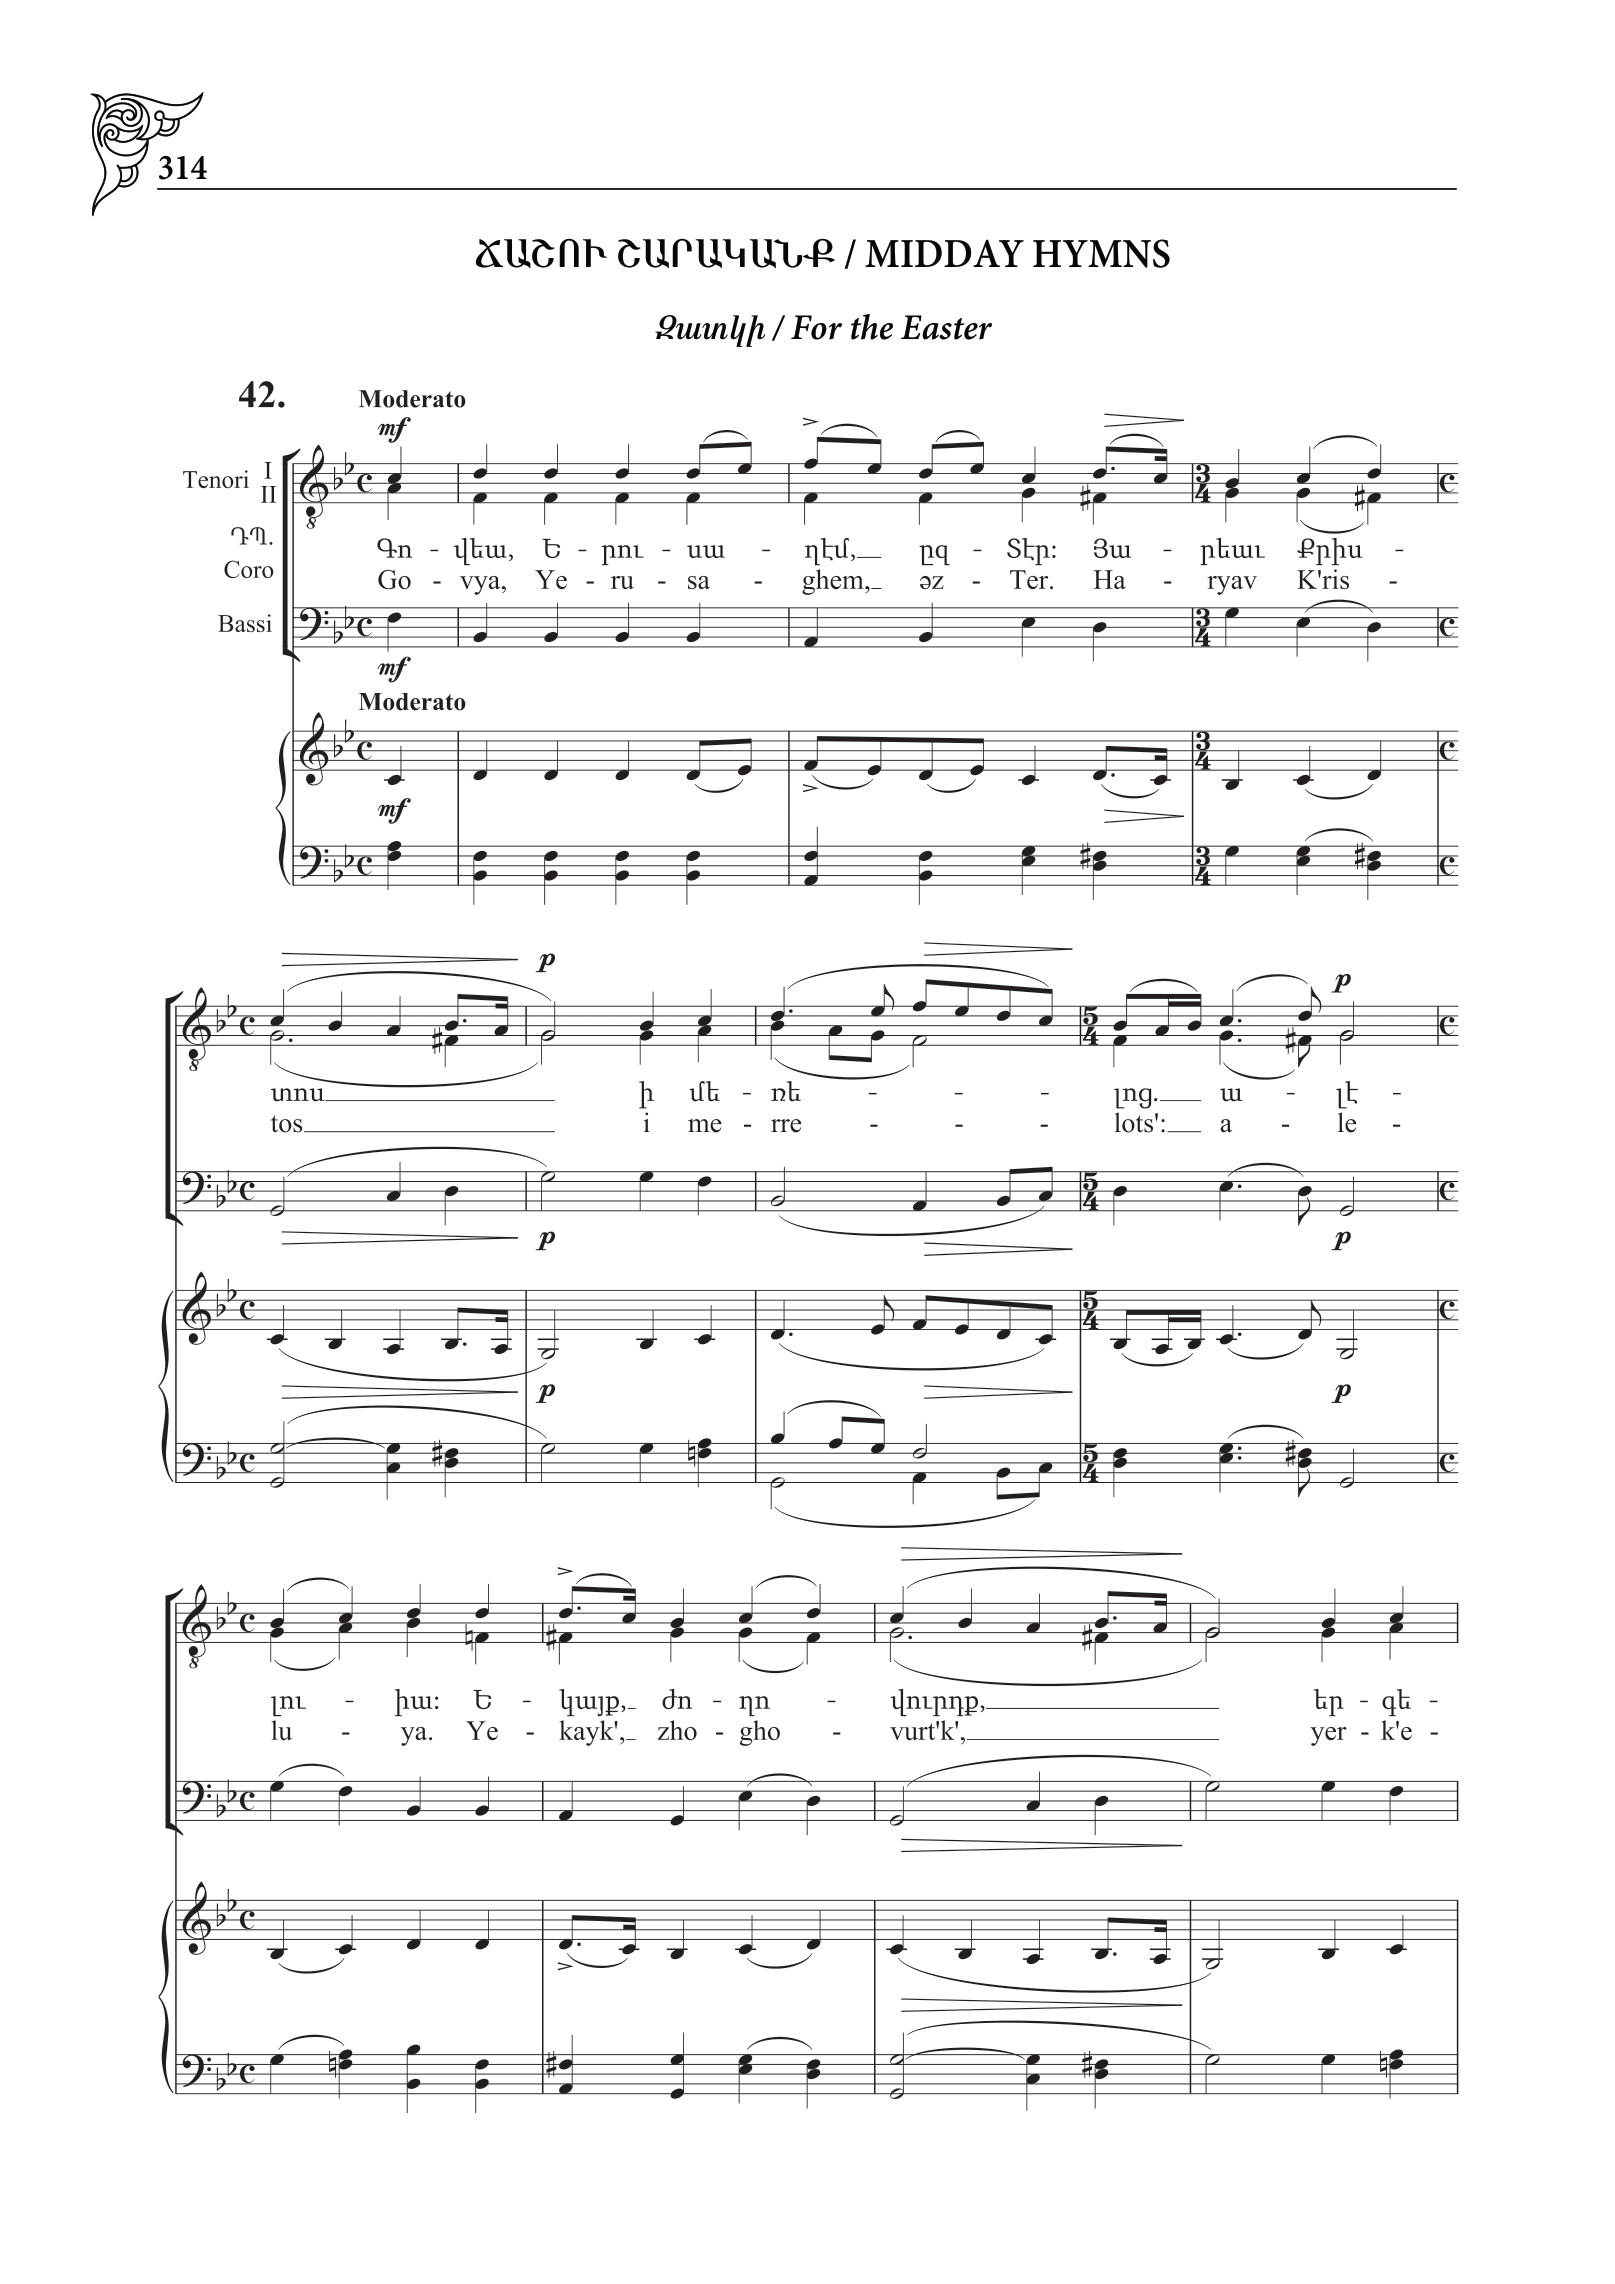 314
ՃԱՇՈՒ ՇԱՐԱԿԱՆՔ / MIDDAY HYMNS
Զատկի / For the Easter
42.
Moderato
mf
Tenori I
II
ԴՊ.
Coro
Գո - վեա, Ե - րու - սա - ղէմ, ըզ - Տէր: Յա - րեաւ Քրիս -
Go - vya, Ye - ru - sa - ghem, əz - Ter. Ha - ryav K'ris -
Bassi
mf
Moderato
mf
p
տոս ի մե - ռե - - - լոց. ա - լէ -
tos i me - rre - - - lots': a - le -
p p
p p
լու - իա: Ե - կայք, ժո - ղո - վուրդք, եր - գե -
lu - ya. Ye - kayk', zho - gho - vurt'k', yer - k'e -